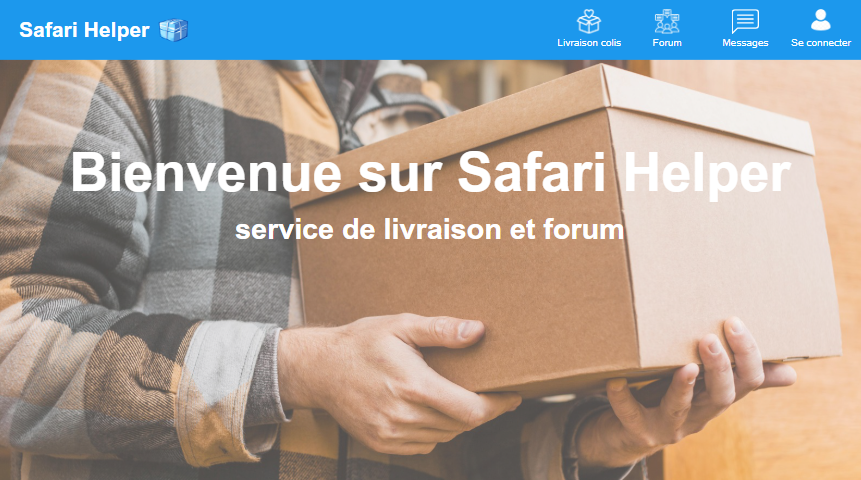 Safari Helper
Livraison colis
Forum
Messages
Se connecter
Bienvenue sur Safari Helper
service de livraison et forum